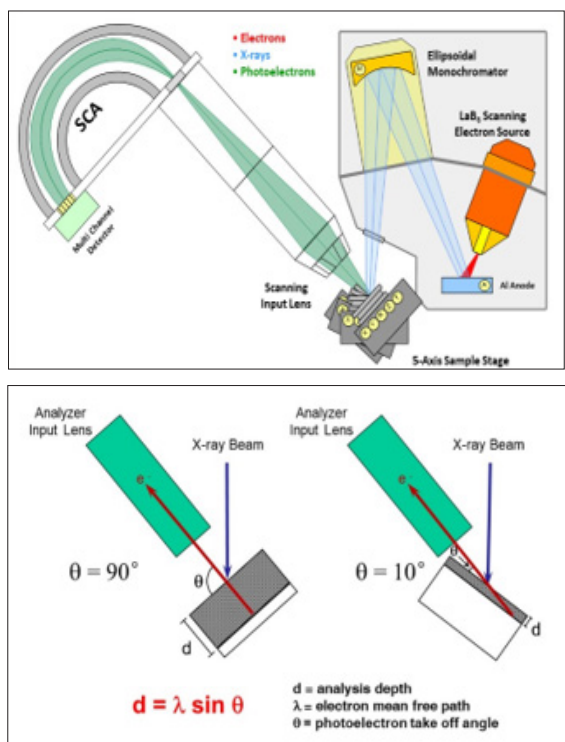 Electrons
X-rays
Photoelectrons
Ellipsoidal
Monochromator
LaB₆ Scanning
Electron Source
SCA
Multi Channel
Detector
Scanning
Input Lens
Al Anode
5-Axis Sample Stage
Analyzer
Input Lens
X-ray Beam
e-
θ = 90°
θ
d
Analyzer
Input Lens
X-ray Beam
e-
θ = 10°
θ
d
d = λ sin θ
d = analysis depth
λ = electron mean free path
θ = photoelectron take off angle